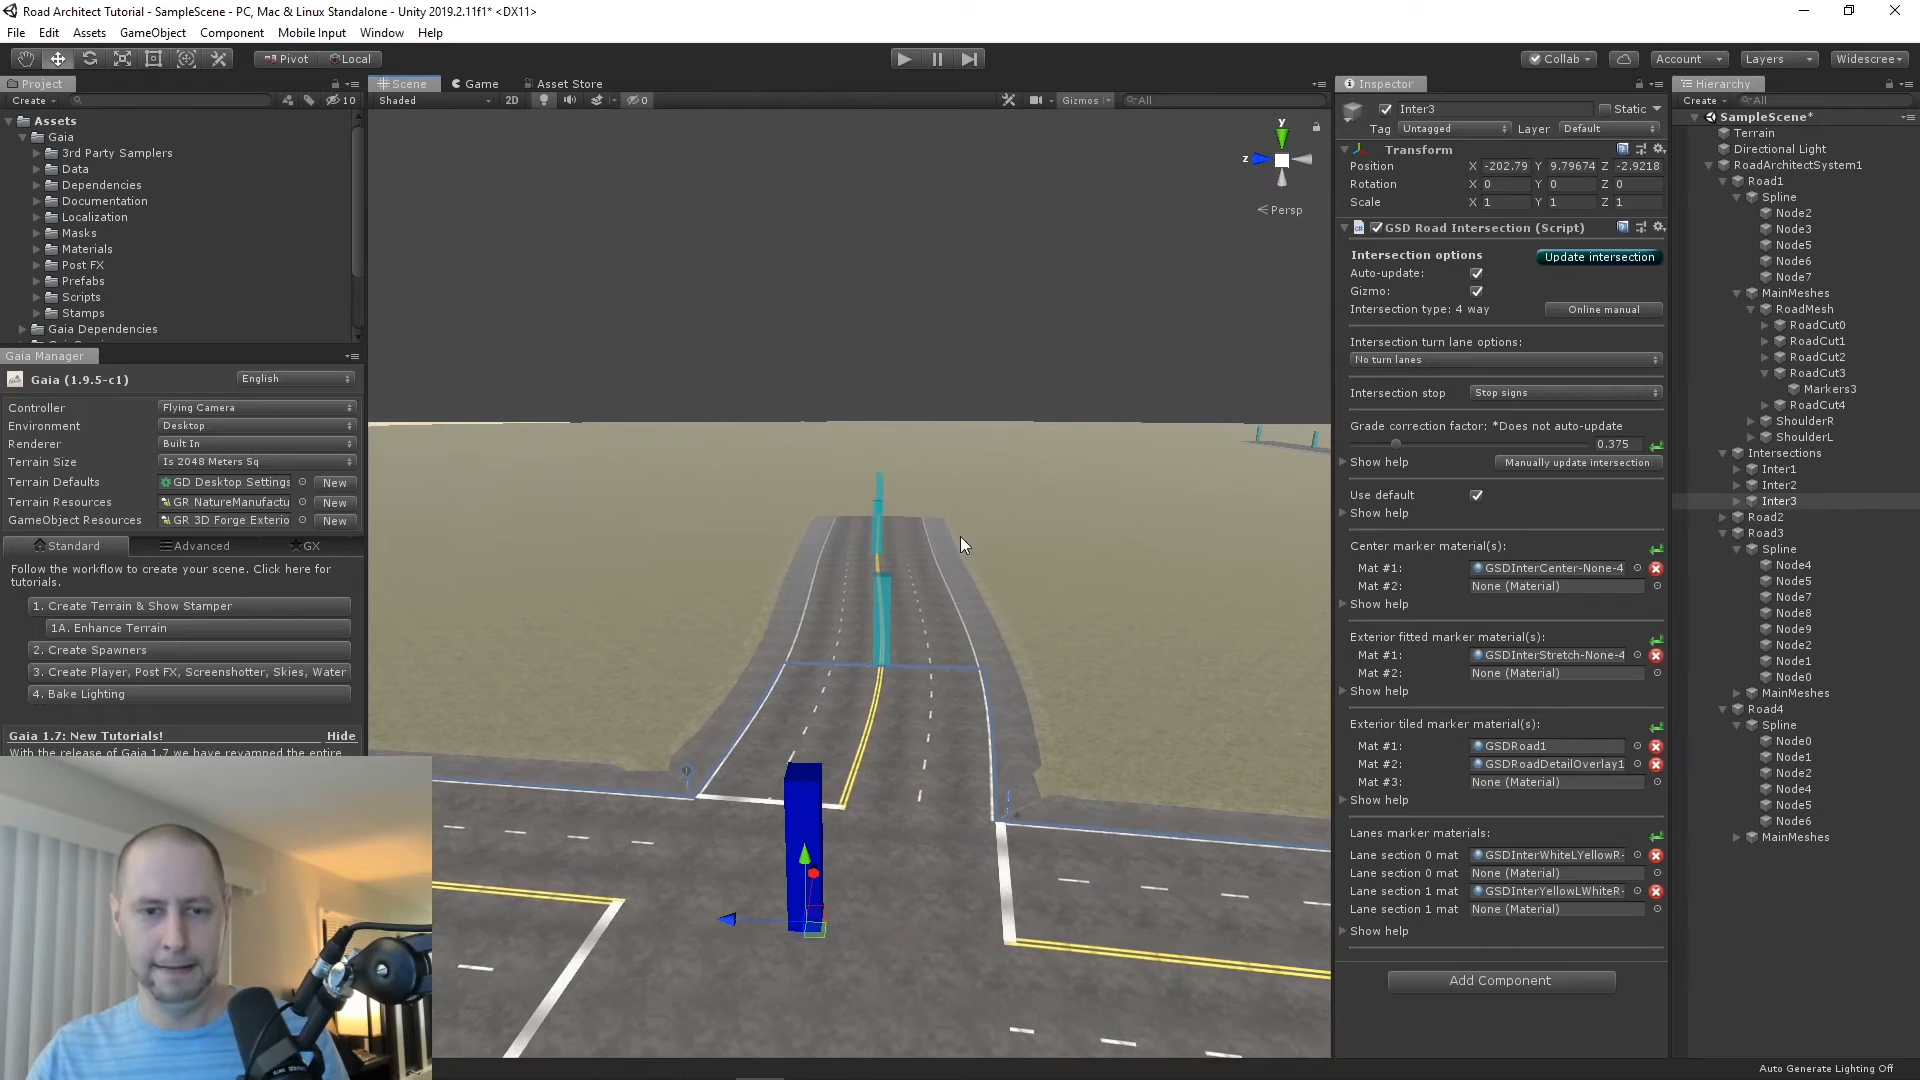 Road Architect Tutorial - SampleScene - PC, Mac & Linux Standalone - Unity 2019.2.11f1* <DX11>
File Edit Assets GameObject Component Mobile Input Window Help
Pivot Local
Collab Account Layers Widescree
Project
Create
10
Assets
Gaia
3rd Party Samplers
Data
Dependencies
Documentation
Localization
Masks
Materials
Post FX
Prefabs
Scripts
Stamps
Gaia Dependencies
Gaia Manager
Gaia (1.9.5-c1) English
Controller Flying Camera
Environment Desktop
Renderer Built In
Terrain Size Is 2048 Meters Sq
Terrain Defaults GD Desktop Settings New
Terrain Resources GR NatureManufactu New
GameObject Resources GR 3D Forge Exterio New
Standard Advanced GX
Follow the workflow to create your scene. Click here for
tutorials.
1. Create Terrain & Show Stamper
1A. Enhance Terrain
2. Create Spawners
3. Create Player, Post FX, Screenshotter, Skies, Water
4. Bake Lighting
Gaia 1.7: New Tutorials! Hide
With the release of Gaia 1.7 we have revamped the entire
Scene Game Asset Store
Shaded 2D 0 Gizmos All
y
z
Persp
Inspector
Inter3 Static
Tag Untagged Layer Default
Transform
Position X -202.79 Y 9.79674 Z -2.9218
Rotation X 0 Y 0 Z 0
Scale X 1 Y 1 Z 1
GSD Road Intersection (Script)
Intersection options Update intersection
Auto-update:
Gizmo:
Intersection type: 4 way Online manual
Intersection turn lane options:
No turn lanes
Intersection stop Stop signs
Grade correction factor: *Does not auto-update
0.375
Show help Manually update intersection
Use default
Show help
Center marker material(s):
Mat #1: GSDInterCenter-None-4
Mat #2: None (Material)
Show help
Exterior fitted marker material(s):
Mat #1: GSDInterStretch-None-4
Mat #2: None (Material)
Show help
Exterior tiled marker material(s):
Mat #1: GSDRoad1
Mat #2: GSDRoadDetailOverlay1
Mat #3: None (Material)
Show help
Lanes marker materials:
Lane section 0 mat GSDInterWhiteLYellowR-
Lane section 0 mat None (Material)
Lane section 1 mat GSDInterYellowLWhiteR-
Lane section 1 mat None (Material)
Show help
Add Component
Hierarchy
Create All
SampleScene*
Terrain
Directional Light
RoadArchitectSystem1
Road1
Spline
Node2
Node3
Node5
Node6
Node7
MainMeshes
RoadMesh
RoadCut0
RoadCut1
RoadCut2
RoadCut3
Markers3
RoadCut4
ShoulderR
ShoulderL
Intersections
Inter1
Inter2
Inter3
Road2
Road3
Spline
Node4
Node5
Node7
Node8
Node9
Node2
Node1
Node0
MainMeshes
Road4
Spline
Node0
Node1
Node2
Node4
Node5
Node6
MainMeshes
Auto Generate Lighting Off